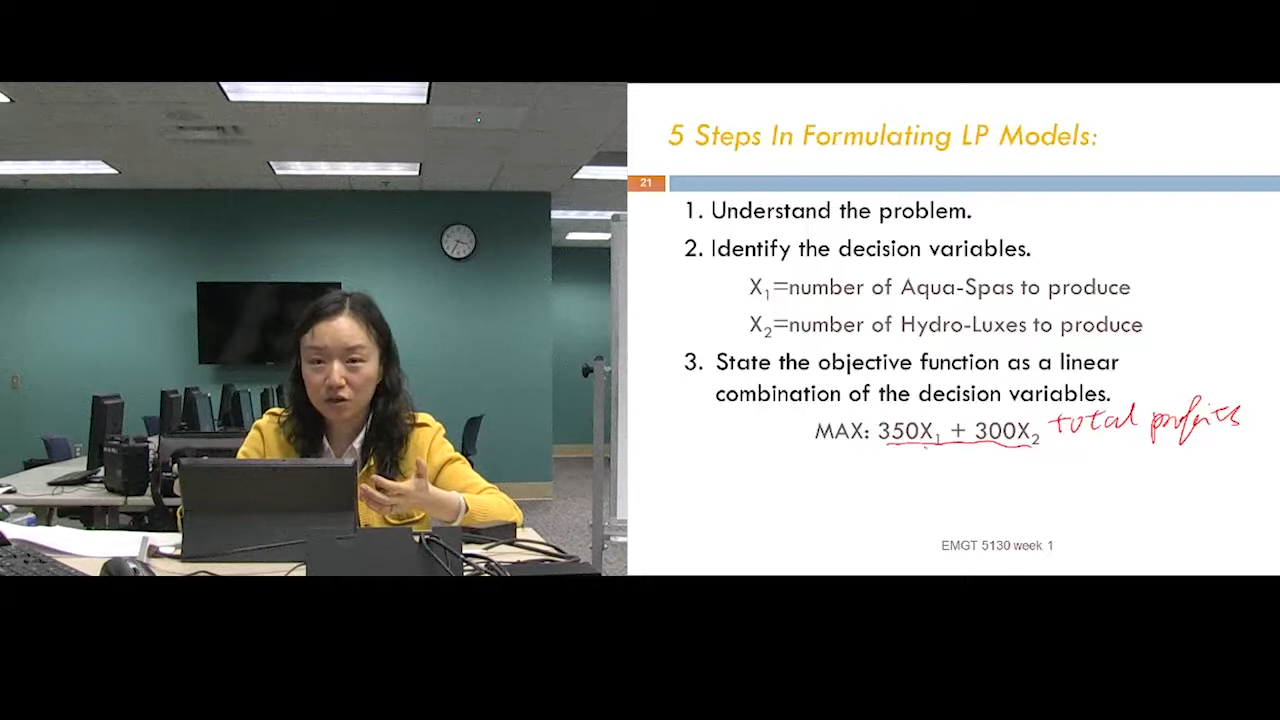 5 Steps In Formulating LP Models:
21
1. Understand the problem.
2. Identify the decision variables.
X₁=number of Aqua-Spas to produce
X₂=number of Hydro-Luxes to produce
3. State the objective function as a linear
combination of the decision variables.
MAX: 350X₁ + 300X₂ total profits
EMGT 5130 week 1